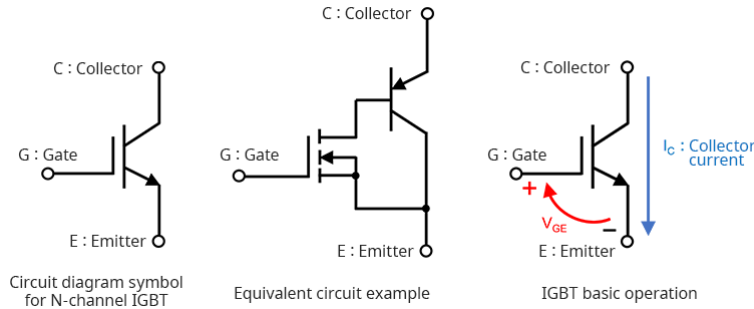 C : Collector
G : Gate
E : Emitter
Circuit diagram symbol
for N-channel IGBT
C : Collector
G : Gate
E : Emitter
Equivalent circuit example
C : Collector
IC : Collector
current
G : Gate
+
VGE
−
E : Emitter
IGBT basic operation